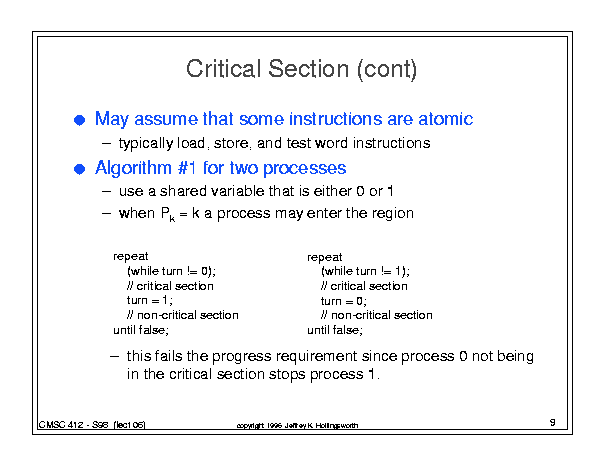 Critical Section (cont)
● May assume that some instructions are atomic
– typically load, store, and test word instructions
● Algorithm #1 for two processes
– use a shared variable that is either 0 or 1
– when Pk = k a process may enter the region
repeat
(while turn != 0);
// critical section
turn = 1;
// non-critical section
until false;
repeat
(while turn != 1);
// critical section
turn = 0;
// non-critical section
until false;
– this fails the progress requirement since process 0 not being
in the critical section stops process 1.
CMSC 412 - S96 (lect06)
copyright 1996 Jeffrey K. Hollingsworth
9